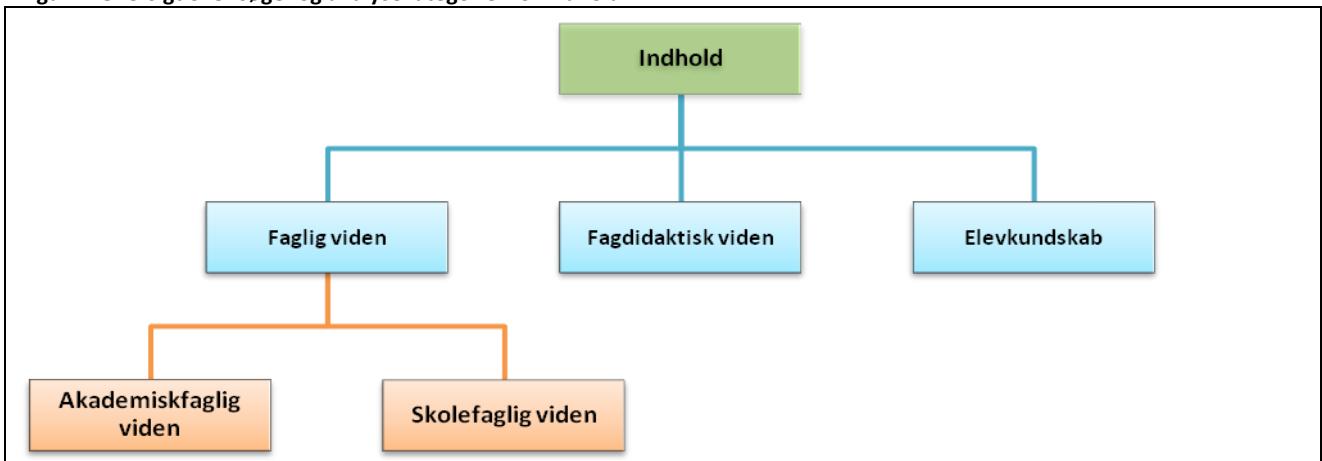 Indhold
Faglig viden
Fagdidaktisk viden
Elevkundskab
Akademiskfaglig
viden
Skolefaglig viden